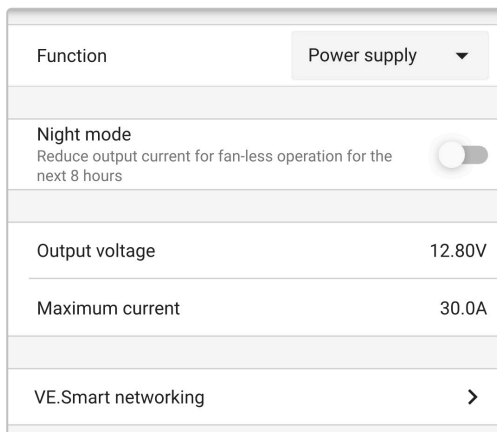 Function
Power supply
Night mode
Reduce output current for fan-less operation for the
next 8 hours
Output voltage
12.80V
Maximum current
30.0A
VE.Smart networking